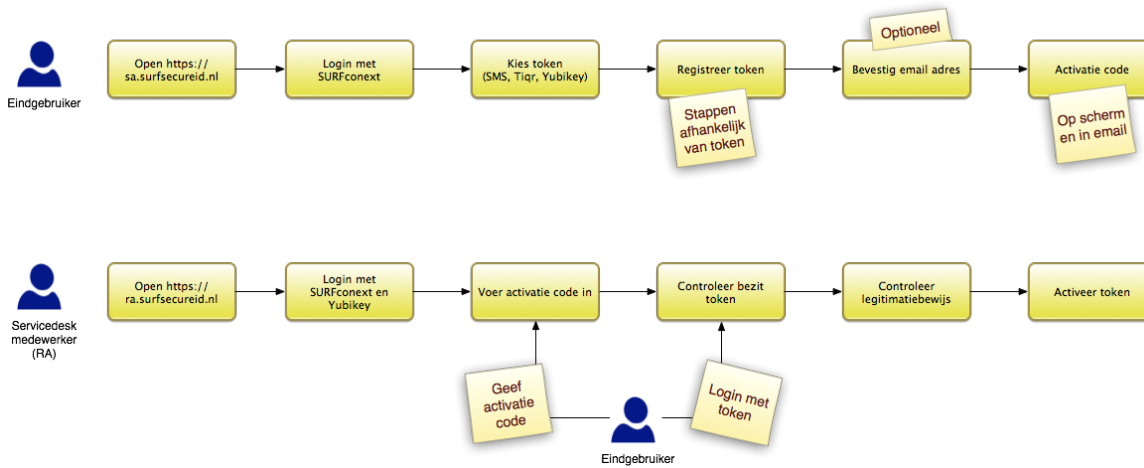 Optioneel
Eindgebruiker
Open https://
sa.surfsecureid.nl
Login met
SURFconext
Kies token
(SMS, Tiqr, Yubikey)
Registreer token
Stappen
afhankelijk
van token
Bevestig email adres
Activatie code
Op scherm
en in email
Servicedesk
medewerker
(RA)
Open https://
ra.surfsecureid.nl
Login met
SURFconext en
Yubikey
Voer activatie code in
Controleer bezit
token
Controleer
legitimatiebewijs
Activeer token
Geef
activatie
code
Login met
token
Eindgebruiker